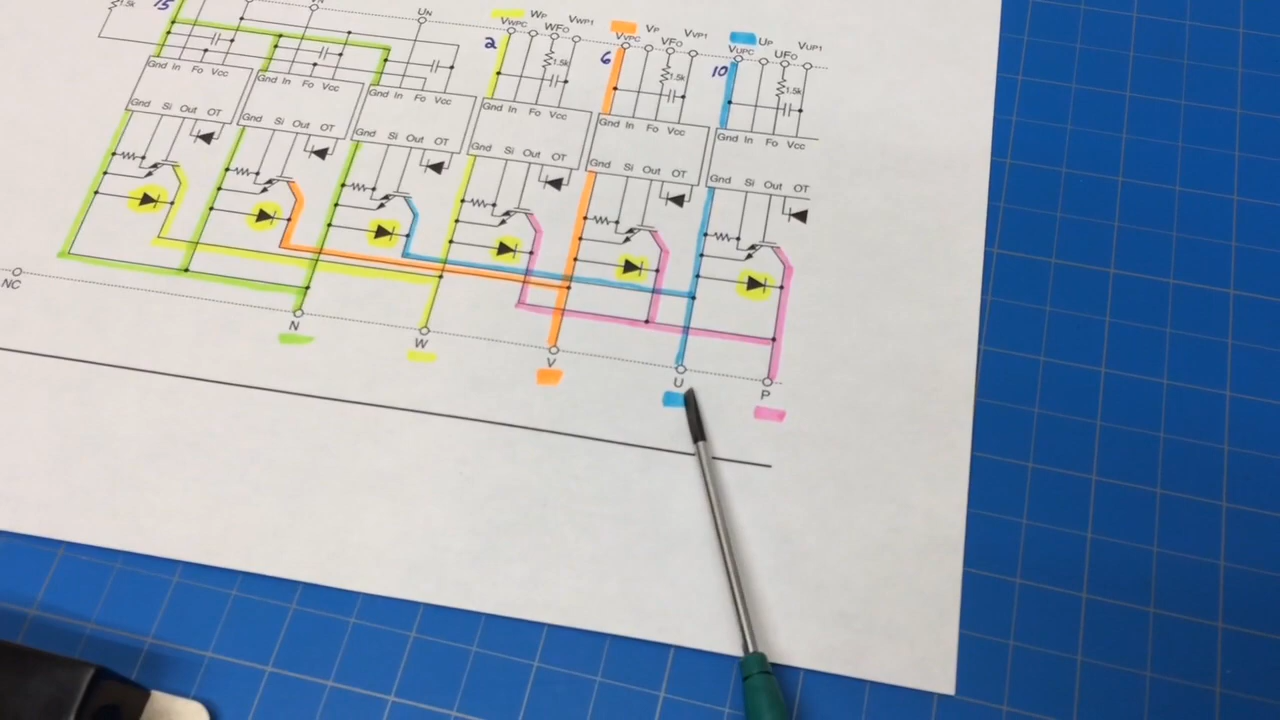 15
1.5k
UN
VWPC WP WFO VWP1
VVPC VP VFO VVP1
VUPC UP UFO VUP1
2
6
10
1.5k
1.5k
1.5k
Gnd In Fo Vcc
Gnd In Fo Vcc
Gnd In Fo Vcc
Gnd In Fo Vcc
Gnd In Fo Vcc
Gnd In Fo Vcc
Gnd Si Out OT
Gnd Si Out OT
Gnd Si Out OT
Gnd Si Out OT
Gnd Si Out OT
Gnd Si Out OT
NC
N
W
V
U
P